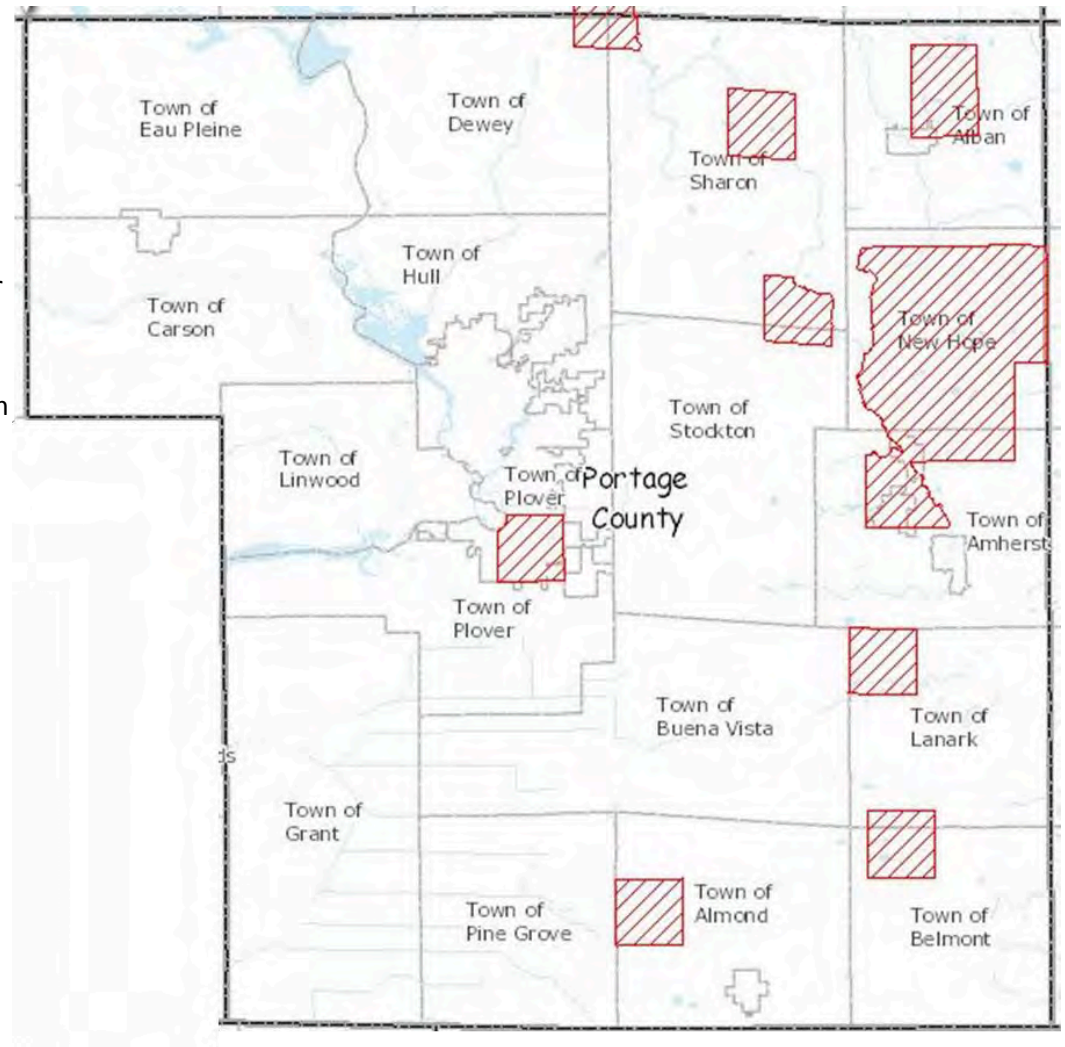 Town of
Eau Pleine
Town of
Dewey
Town of
Sharon
Town of
Alban
Town of
Carson
Town of
Hull
Town of
New Hope
Town of
Stockton
Town of
Linwood
Town of
Plover
Portage
County
Town of
Amherst
Town of
Plover
Town of
Buena Vista
Town of
Lanark
Town of
Grant
Town of
Pine Grove
Town of
Almond
Town of
Belmont